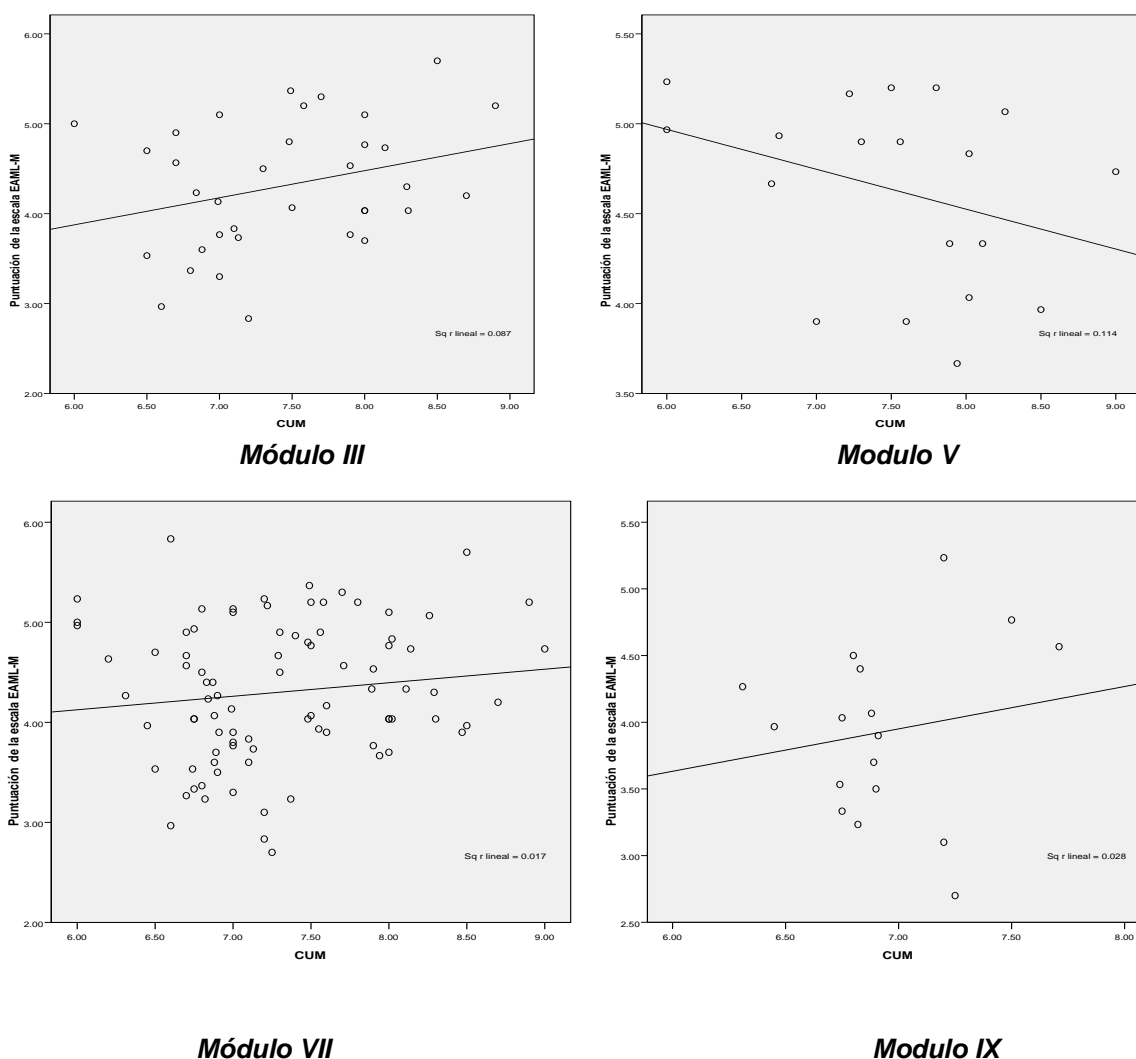 Puntuación de la escala EAML-M
6.00
5.00
4.00
3.00
2.00
Sq r lineal = 0.087
6.00 6.50 7.00 7.50 8.00 8.50 9.00
CUM
Módulo III
Puntuación de la escala EAML-M
5.50
5.00
4.50
4.00
3.50
Sq r lineal = 0.114
6.00 6.50 7.00 7.50 8.00 8.50 9.00
CUM
Modulo V
Puntuación de la escala EAML-M
6.00
5.00
4.00
3.00
2.00
Sq r lineal = 0.017
6.00 6.50 7.00 7.50 8.00 8.50 9.00
CUM
Módulo VII
Puntuación de la escala EAML-M
5.50
5.00
4.50
4.00
3.50
3.00
2.50
Sq r lineal = 0.028
6.00 6.50 7.00 7.50 8.00
CUM
Modulo IX